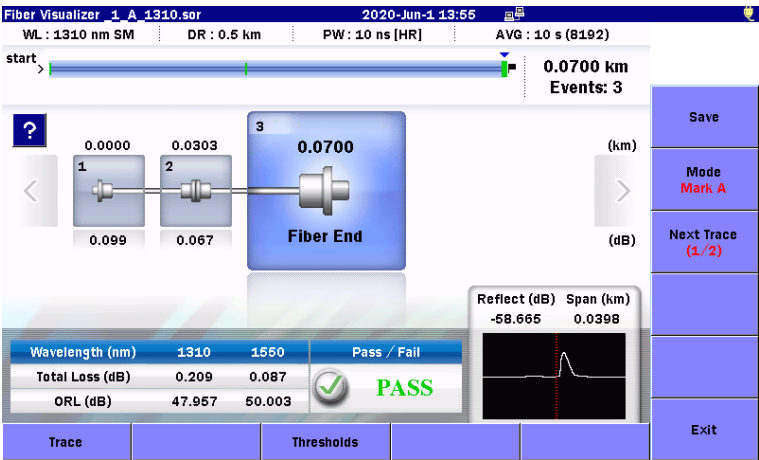 Fiber Visualizer _1_A_1310.sor 2020-Jun-1 13:55
WL : 1310 nm SM DR : 0.5 km PW : 10 ns [HR] AVG : 10 s (8192)
start
0.0700 km
Events: 3
?
0.0000 0.0303 0.0700 (km)
1 2 3
0.099 0.067 Fiber End (dB)
Reflect (dB) Span (km)
-58.665 0.0398
Wavelength (nm) 1310 1550 Pass / Fail
Total Loss (dB) 0.209 0.087 PASS
ORL (dB) 47.957 50.003
Save
Mode
Mark A
Next Trace
(1/2)
Exit
Trace Thresholds